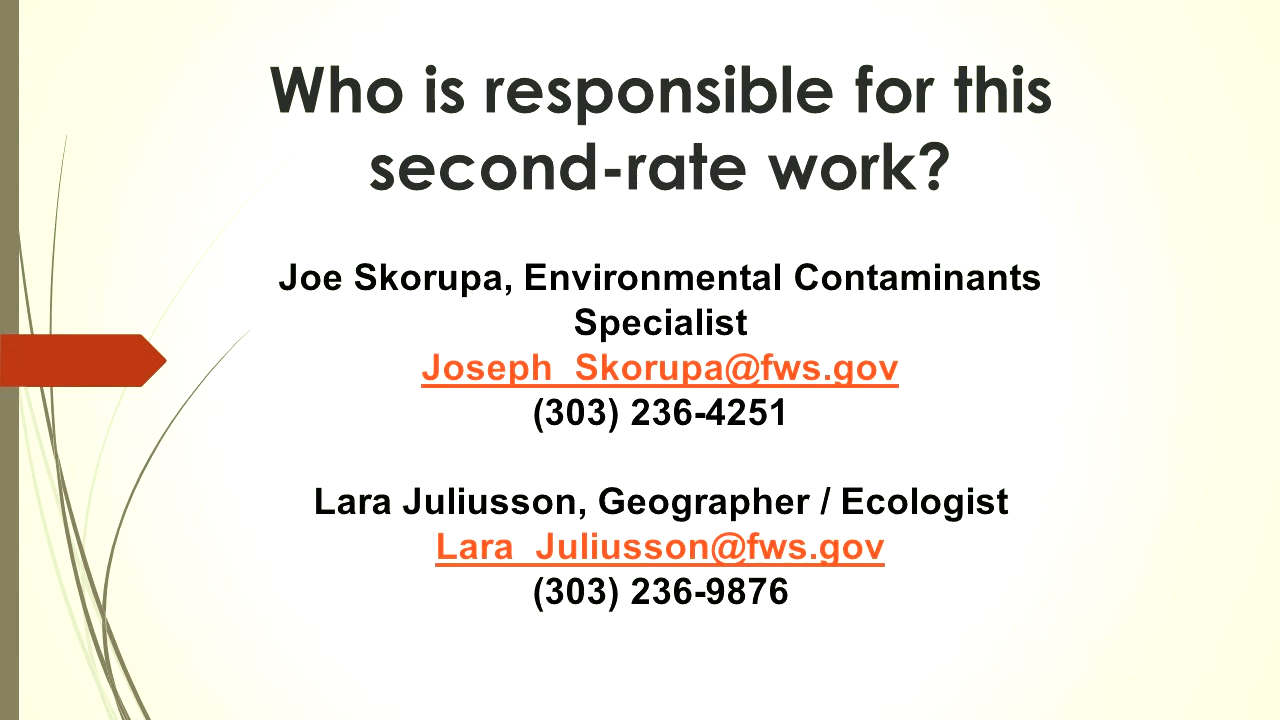 Who is responsible for this
second-rate work?
Joe Skorupa, Environmental Contaminants
Specialist
Joseph_Skorupa@fws.gov
(303) 236-4251
Lara Juliusson, Geographer / Ecologist
Lara_Juliusson@fws.gov
(303) 236-9876